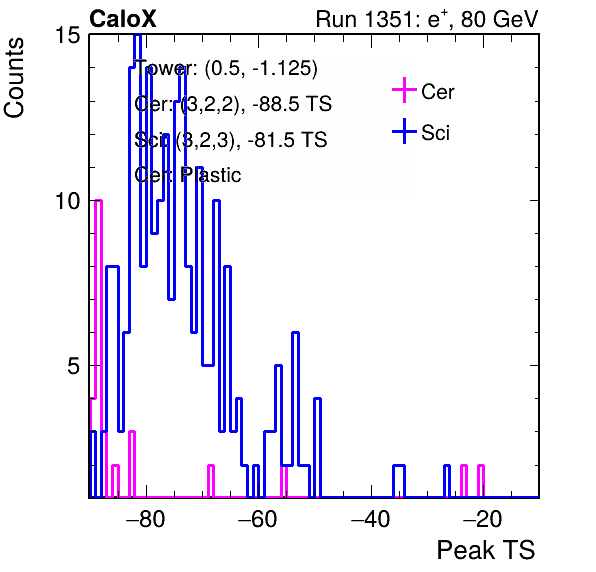 CaloX Run 1351: e⁺, 80 GeV
Counts
15
10
5
Tower: (0.5, -1.125)
Cer: (3,2,2), -88.5 TS
Sci: (3,2,3), -81.5 TS
Cer: Plastic
Cer
Sci
−80 −60 −40 −20
Peak TS